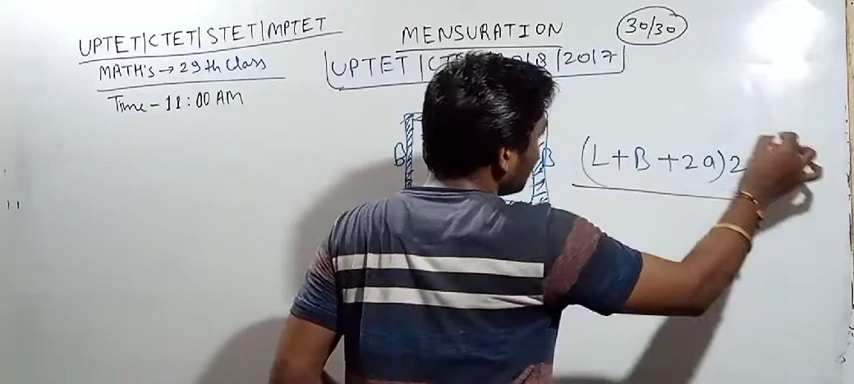 UPTET|CTET|STET|MPTET
MATH'S → 29th Class
Time - 11:00 AM
MENSURATION
30/30
UPTET | 2018 | 2017
B
B
(L+B+2a)2